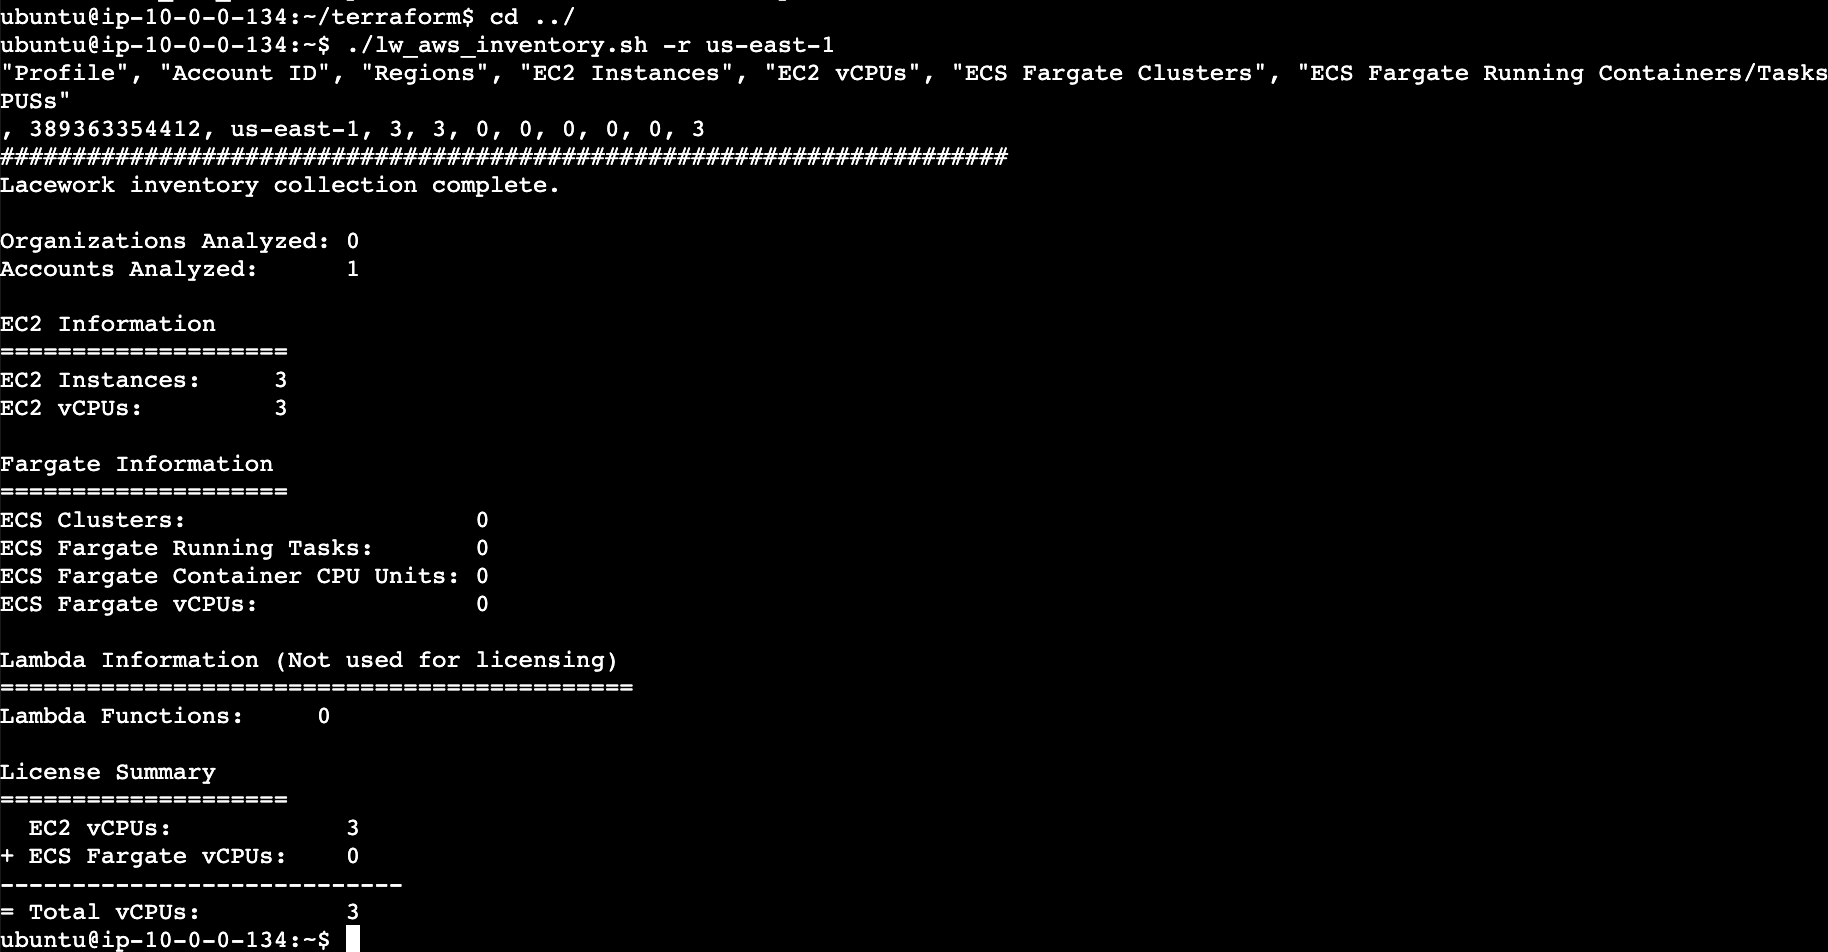 ubuntu@ip-10-0-0-134:~/terraform$ cd ../
ubuntu@ip-10-0-0-134:~$ ./lw_aws_inventory.sh -r us-east-1
"Profile", "Account ID", "Regions", "EC2 Instances", "EC2 vCPUs", "ECS Fargate Clusters", "ECS Fargate Running Containers/Tasks
PUSs"
, 389363354412, us-east-1, 3, 3, 0, 0, 0, 0, 0, 3
######################################################################
Lacework inventory collection complete.

Organizations Analyzed: 0
Accounts Analyzed:      1

EC2 Information
====================
EC2 Instances:     3
EC2 vCPUs:         3

Fargate Information
====================
ECS Clusters:                    0
ECS Fargate Running Tasks:       0
ECS Fargate Container CPU Units: 0
ECS Fargate vCPUs:               0

Lambda Information (Not used for licensing)
============================================
Lambda Functions:     0

License Summary
====================
  EC2 vCPUs:            3
+ ECS Fargate vCPUs:    0
----------------------------
= Total vCPUs:          3
ubuntu@ip-10-0-0-134:~$